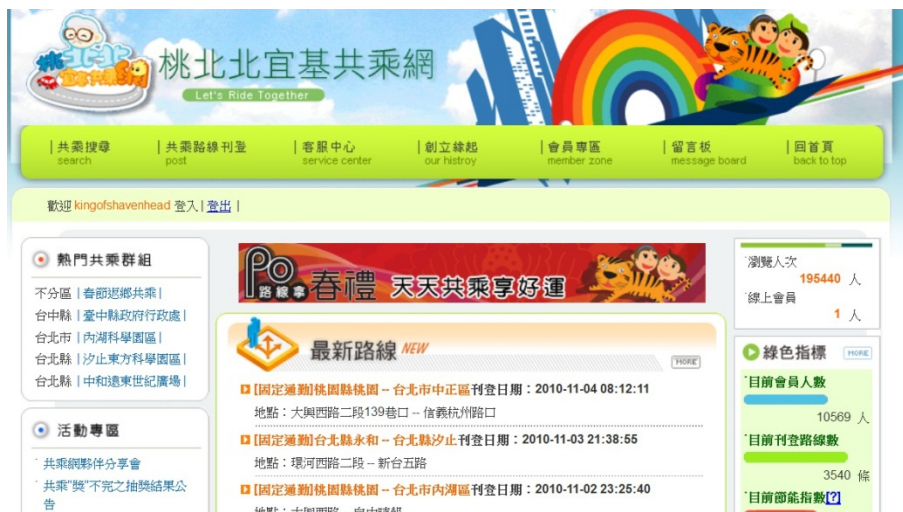 桃北北宜基共乘網
Let's Ride Together
|共乘搜尋 |共乘路線刊登 |客服中心 |創立緣起 |會員專區 |留言板 |回首頁
search post service center our histroy member zone message board back to top
歡迎 kingofshavenhead 登入 | 登出 |
熱門共乘群組
不分區 | 春節返鄉共乘 |
台中縣 | 臺中縣政府行政處 |
台北市 | 內湖科學園區 |
台北縣 | 汐止東方科學園區 |
台北縣 | 中和遠東世紀廣場 |
活動專區
共乘網夥伴分享會
共乘"獎"不完之抽獎結果公
告
Po
路線享
春禮 天天共乘享好運
最新路線 NEW
MORE
[固定通勤]桃園縣桃園 -- 台北市中正區刊登日期：2010-11-04 08:12:11
地點：大興西路二段139巷口 -- 信義杭州路口
[固定通勤]台北縣永和 -- 台北縣汐止刊登日期：2010-11-03 21:38:55
地點：環河西路二段 -- 新台五路
[固定通勤]桃園縣桃園 -- 台北市內湖區刊登日期：2010-11-02 23:25:40
瀏覽人次
195440 人
線上會員
1 人
綠色指標 MORE
目前會員人數
10569 人
目前刊登路線數
3540 條
目前節能指數[?]